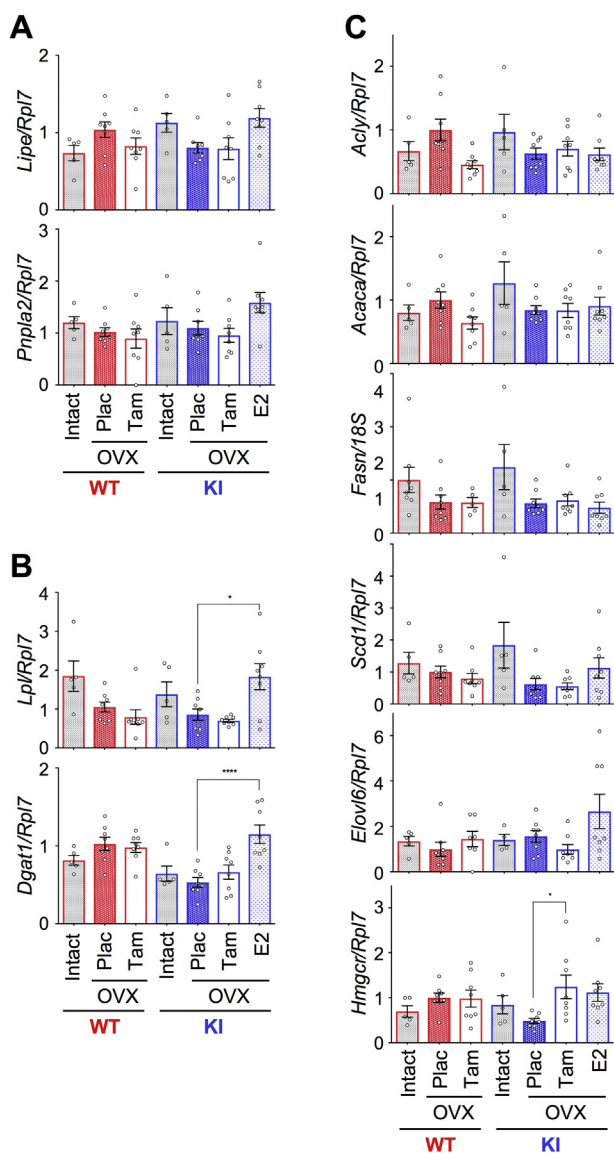 A
Lipe/Rpl7
2
1
0
Pnpla2/Rpl7
3
2
1
0
Intact
Plac
Tam
Intact
Plac
Tam
E2
OVX
OVX
WT
KI
B
Lpl/Rpl7
4
3
2
1
0
*
Dgat1/Rpl7
2
1
0
****
Intact
Plac
Tam
Intact
Plac
Tam
E2
OVX
OVX
WT
KI
C
Acly/Rpl7
2
1
0
Acaca/Rpl7
2
1
0
Fasn/18S
4
3
2
1
0
Scd1/Rpl7
5
4
3
2
1
0
Elovl6/Rpl7
6
4
2
0
Hmgcr/Rpl7
3
2
1
0
*
Intact
Plac
Tam
Intact
Plac
Tam
E2
OVX
OVX
WT
KI